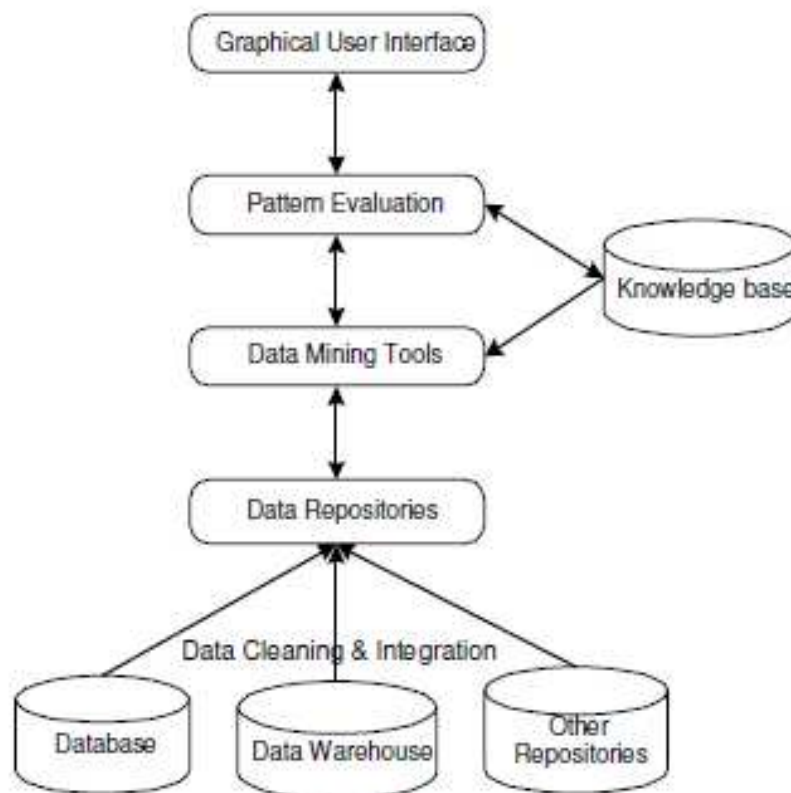 Graphical User Interface
Pattern Evaluation
Knowledge base
Data Mining Tools
Data Repositories
Data Cleaning & Integration
Database
Data Warehouse
Other
Repositories